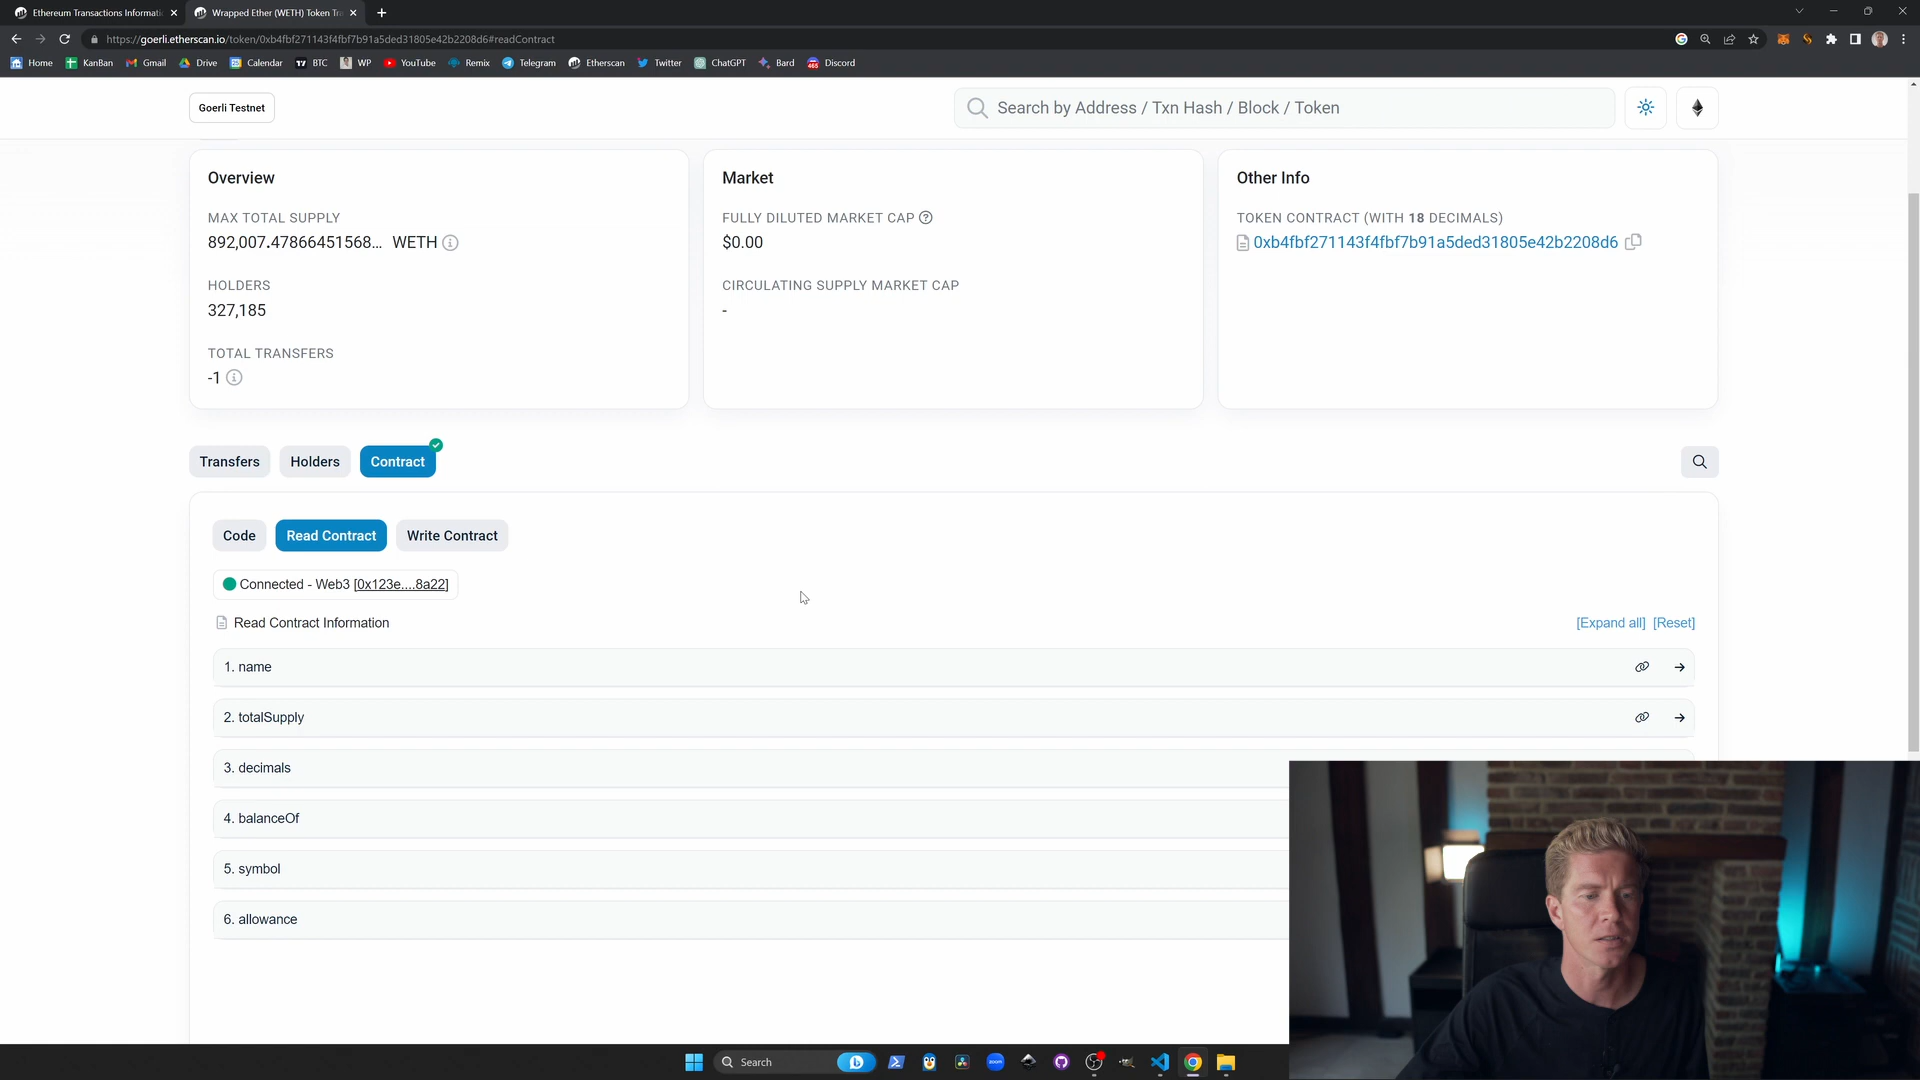 Ethereum Transactions Informati
Wrapped Ether (WETH) Token Tr
https://goerli.etherscan.io/token/0xb4fbf271143f4fbf7b91a5ded31805e42b2208d6#readContract
Home KanBan Gmail Drive Calendar BTC WP YouTube Remix Telegram Etherscan Twitter ChatGPT Bard Discord
Goerli Testnet
Search by Address / Txn Hash / Block / Token
Overview
MAX TOTAL SUPPLY
892,007.47866451568... WETH
HOLDERS
327,185
TOTAL TRANSFERS
-1
Market
FULLY DILUTED MARKET CAP
$0.00
CIRCULATING SUPPLY MARKET CAP
-
Other Info
TOKEN CONTRACT (WITH 18 DECIMALS)
0xb4fbf271143f4fbf7b91a5ded31805e42b2208d6
Transfers Holders Contract
Code Read Contract Write Contract
Connected - Web3 [0x123e....8a22]
Read Contract Information
[Expand all] [Reset]
1. name
2. totalSupply
3. decimals
4. balanceOf
5. symbol
6. allowance
Search
zoom